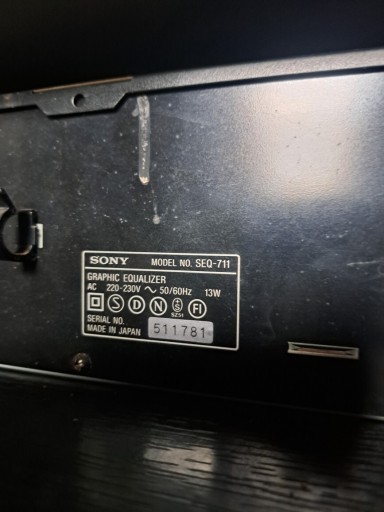 SONY MODEL NO. SEQ-711
GRAPHIC EQUALIZER
AC 220-230V ~ 50/60Hz 13W
S D N S FI
SERIAL NO.
MADE IN JAPAN 511781